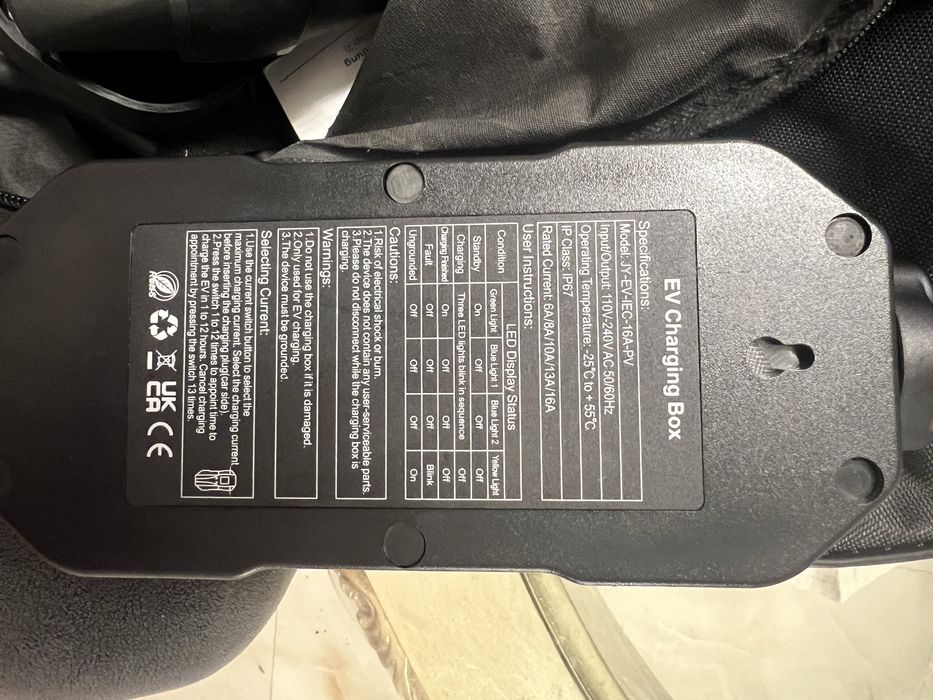 EV Charging Box
Specifications:
Model: JY-EV-IEC-16A-PV
Input/Output: 110V-240V AC 50/60Hz
Operating Temperature: -25°C to + 55°C
IP Class: IP67
Rated Current: 6A/8A/10A/13A/16A
User Instructions:
LED Display Status
Condition Green Light Blue Light 1 Blue Light 2 Yellow Light
Standby On Off Off Off
Charging Tree LED lights blink in sequence Off
Charging Finished On Off Off Off
Fault Off Off Off Blink
Ungrounded Off Off Off On
Cautions:
1.Risk of electrical shock or burn.
2.The device does not contain any user-serviceable parts.
3.Please do not disconnect while the charging box is
charging.
Warnings:
1.Do not use the charging box if it is damaged.
2.Only used for EV charging.
3.The device must be grounded.
Selecting Current:
1.Use the current switch button to select the
maximum charging current. Select the charging current
before inserting the charging plug(car side).
2.Press the switch 1 to 12 times to appoint time to
charge the EV in 1 to 12 hours. Cancel charging
appointment by pressing the switch 13 times.
RoHS
UK
CA
CE